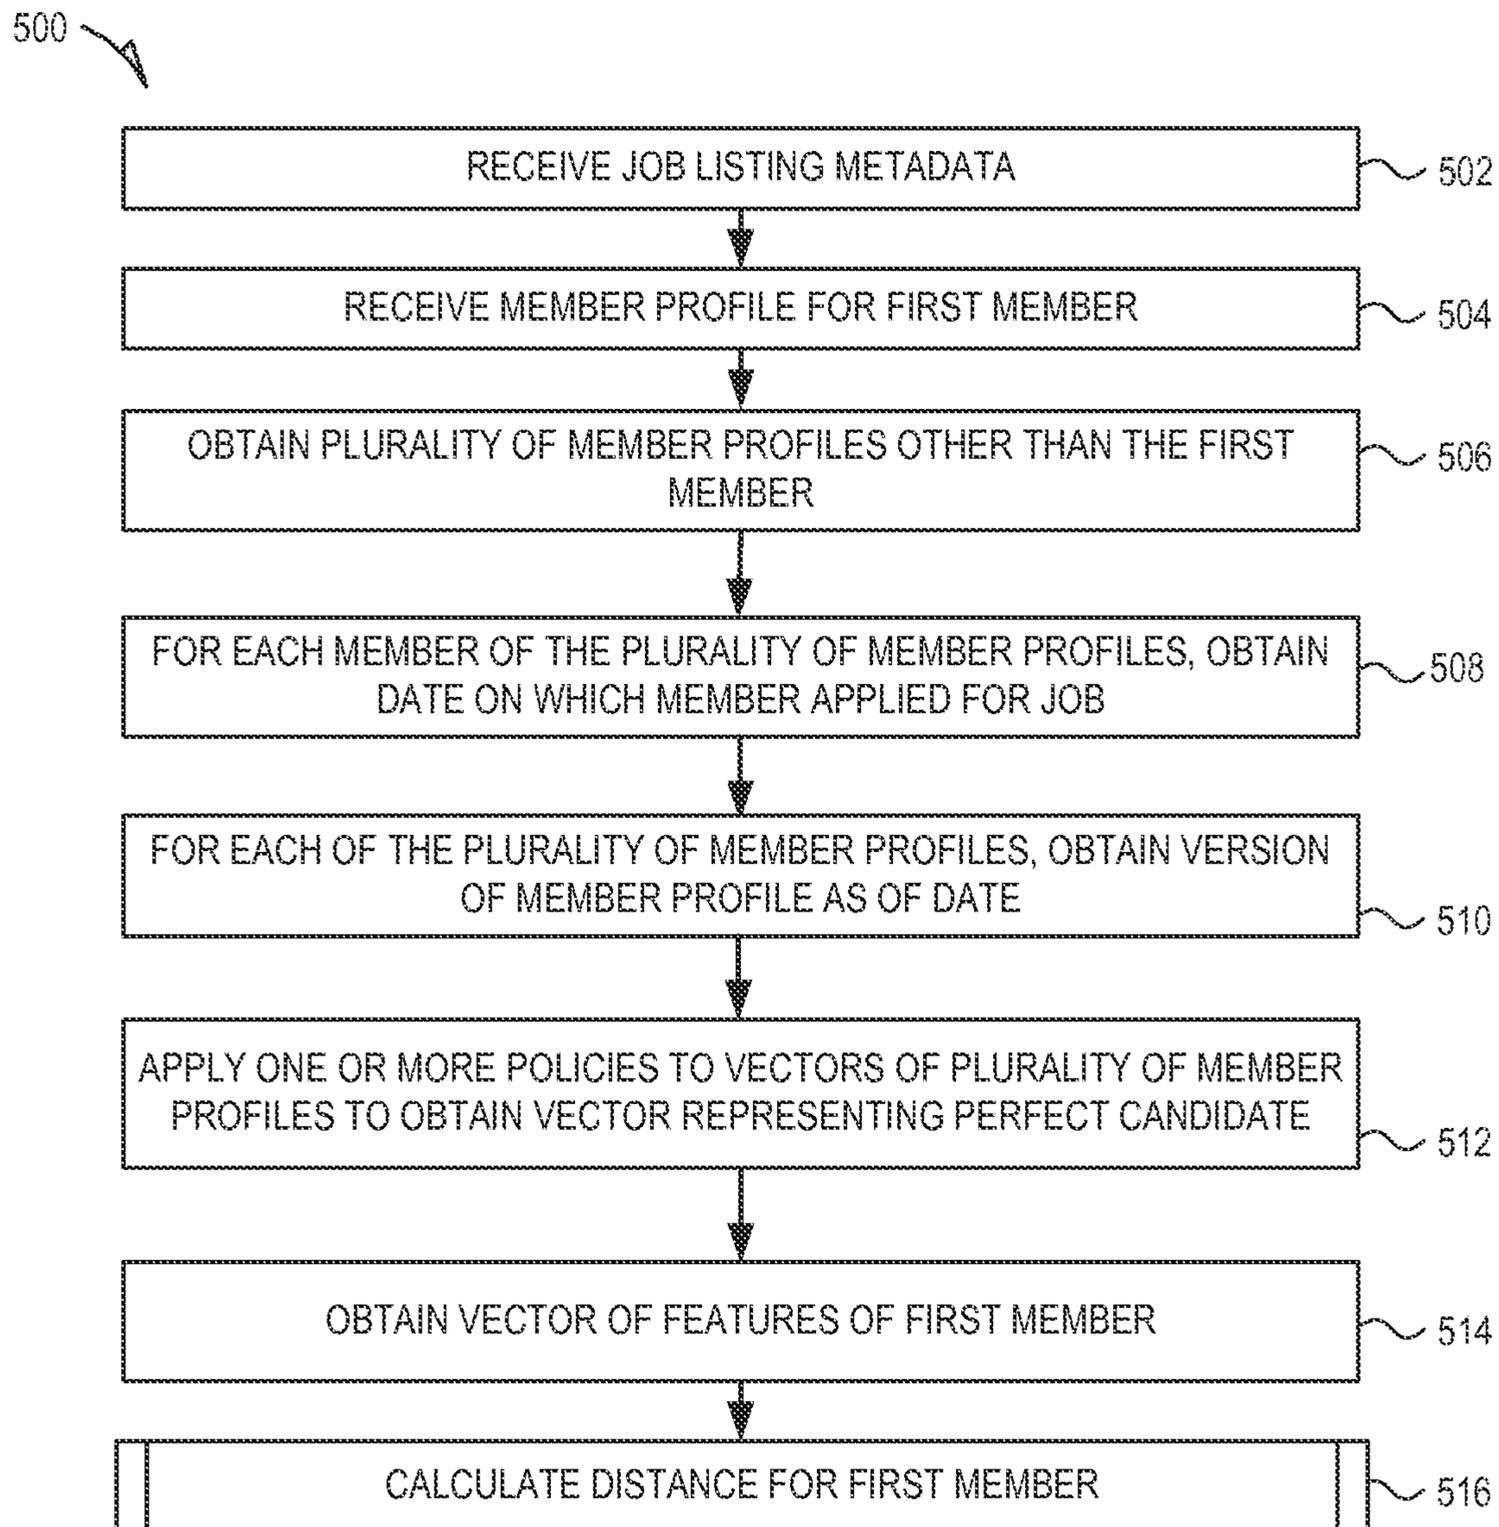 500
RECEIVE JOB LISTING METADATA
502
RECEIVE MEMBER PROFILE FOR FIRST MEMBER
504
OBTAIN PLURALITY OF MEMBER PROFILES OTHER THAN THE FIRST
MEMBER
506
FOR EACH MEMBER OF THE PLURALITY OF MEMBER PROFILES, OBTAIN
DATE ON WHICH MEMBER APPLIED FOR JOB
508
FOR EACH OF THE PLURALITY OF MEMBER PROFILES, OBTAIN VERSION
OF MEMBER PROFILE AS OF DATE
510
APPLY ONE OR MORE POLICIES TO VECTORS OF PLURALITY OF MEMBER
PROFILES TO OBTAIN VECTOR REPRESENTING PERFECT CANDIDATE
512
OBTAIN VECTOR OF FEATURES OF FIRST MEMBER
514
CALCULATE DISTANCE FOR FIRST MEMBER
516